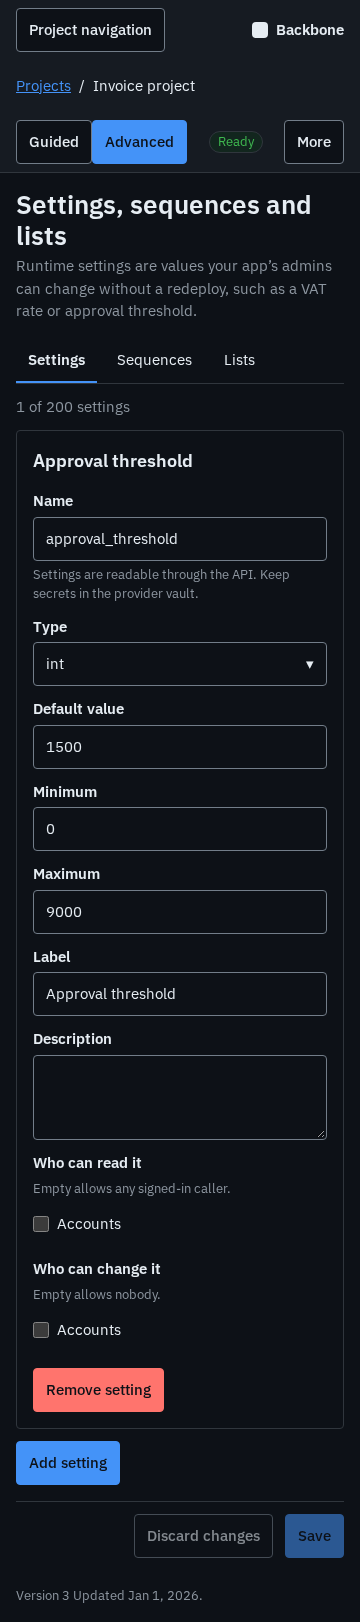 Project navigation
Backbone
Projects / Invoice project
Guided
Advanced
Ready
More
Settings, sequences and
lists
Runtime settings are values your app’s admins
can change without a redeploy, such as a VAT
rate or approval threshold.
Settings
Sequences
Lists
1 of 200 settings
Approval threshold
Name
approval_threshold
Settings are readable through the API. Keep
secrets in the provider vault.
Type
int
Default value
1500
Minimum
0
Maximum
9000
Label
Approval threshold
Description
Who can read it
Empty allows any signed-in caller.
Accounts
Who can change it
Empty allows nobody.
Accounts
Remove setting
Add setting
Discard changes
Save
Version 3 Updated Jan 1, 2026.